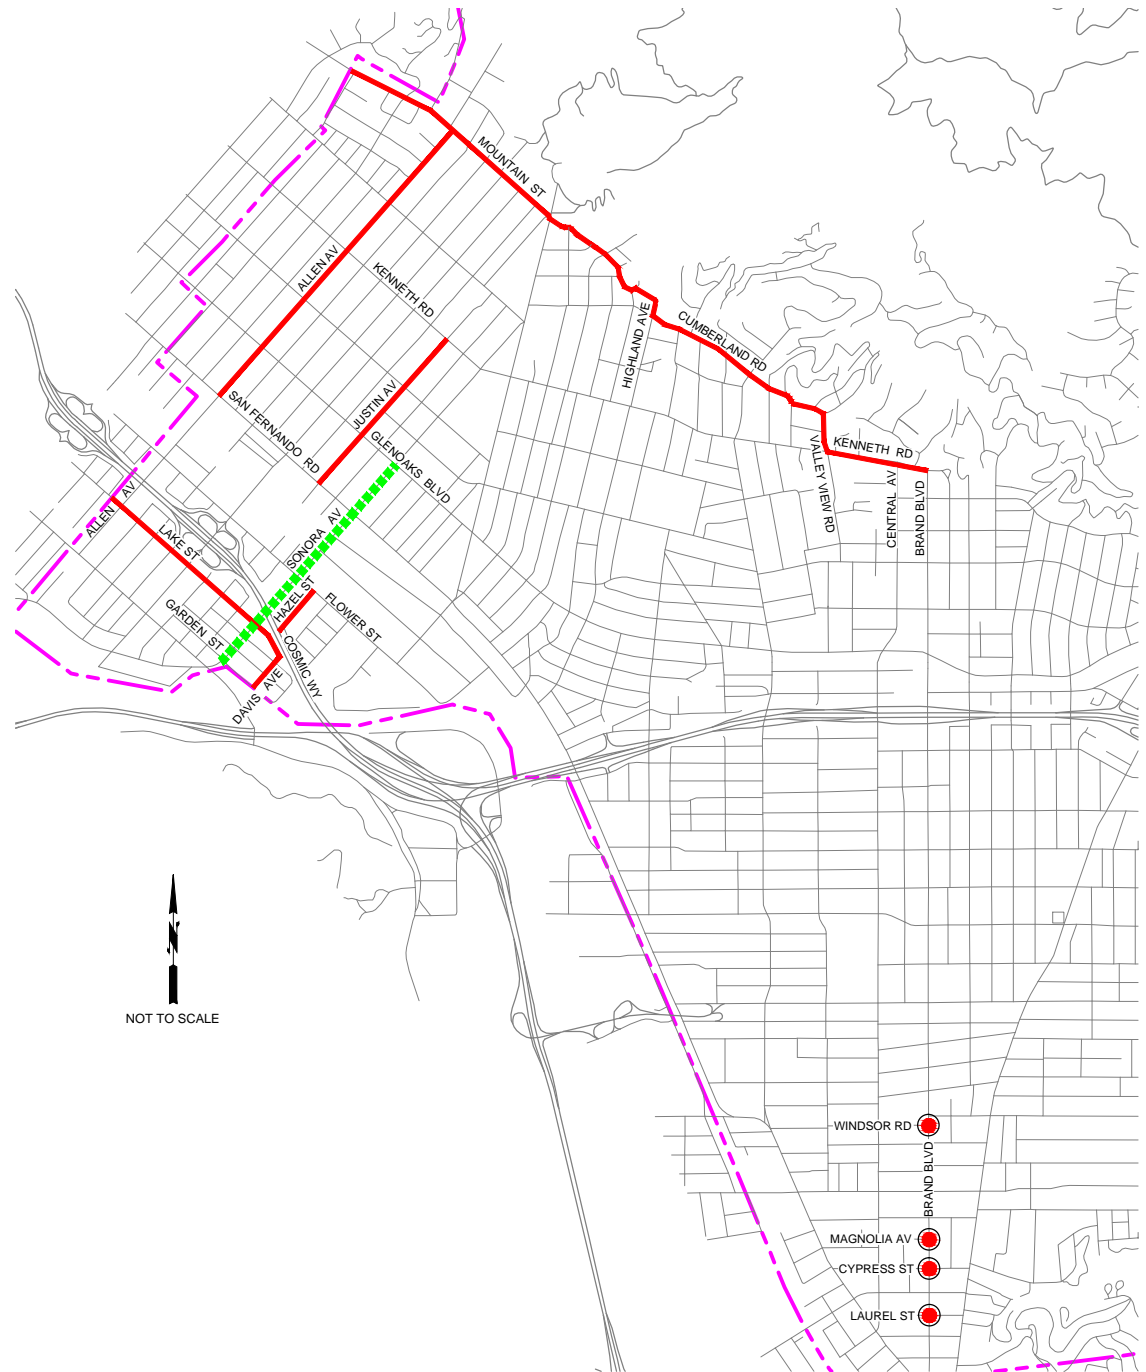 MOUNTAIN ST
ALLEN AV
KENNETH RD
HIGHLAND AVE
CUMBERLAND RD
JUSTIN AV
SAN FERNANDO RD
GLENOAKS BLVD
VALLEY VIEW RD
KENNETH RD
CENTRAL AV
BRAND BLVD
ALLEN AV
LAKE ST
SONORA AV
HAZEL ST
FLOWER ST
GARDEN ST
COSMIC WY
DAVIS AVE
N
NOT TO SCALE
WINDSOR RD
BRAND BLVD
MAGNOLIA AV
CYPRESS ST
LAUREL ST